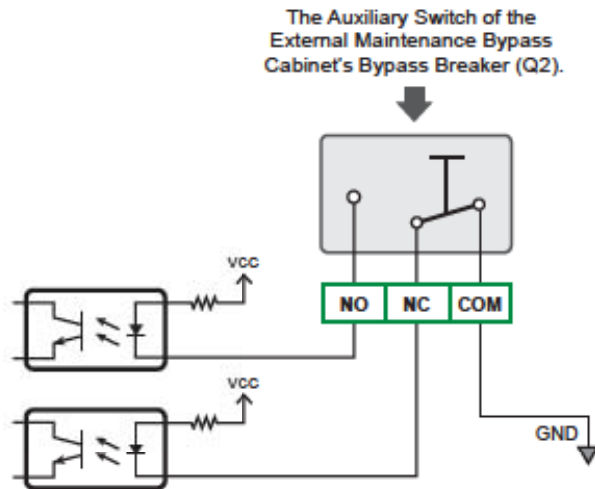 The Auxiliary Switch of the
External Maintenance Bypass
Cabinet's Bypass Breaker (Q2).
VCC
NO NC COM
VCC
GND